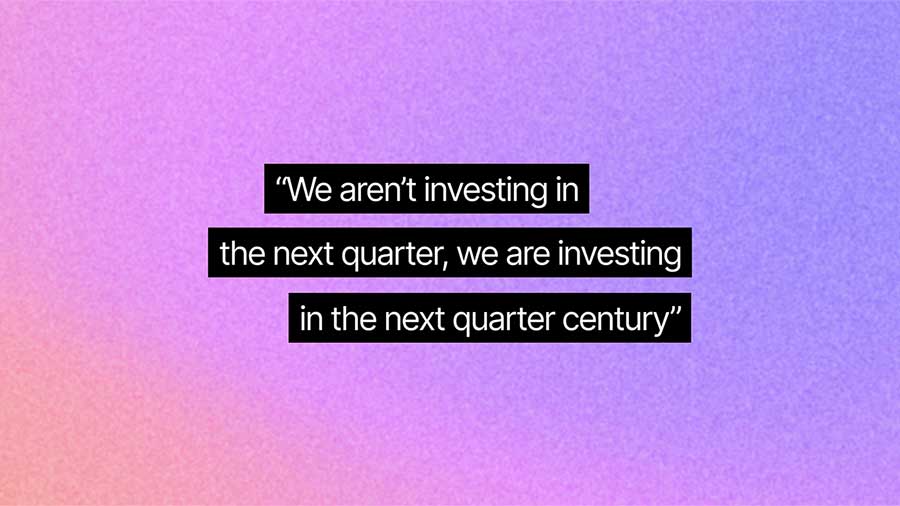 “We aren’t investing in
the next quarter, we are investing
in the next quarter century”